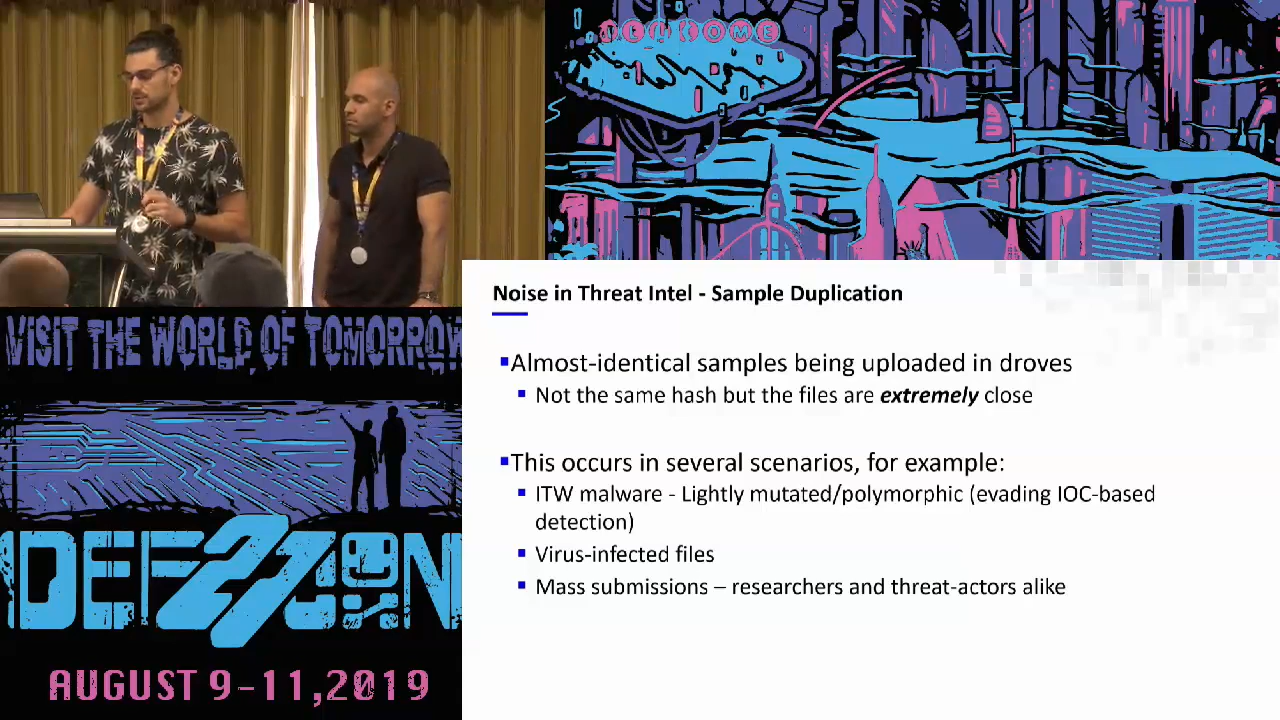 WELCOME
Noise in Threat Intel - Sample Duplication
▪Almost-identical samples being uploaded in droves
▪ Not the same hash but the files are extremely close
▪This occurs in several scenarios, for example:
▪ ITW malware - Lightly mutated/polymorphic (evading IOC-based
detection)
▪ Virus-infected files
▪ Mass submissions – researchers and threat-actors alike
VISIT THE WORLD OF TOMORROW
DEF27CON
AUGUST 9-11,2019